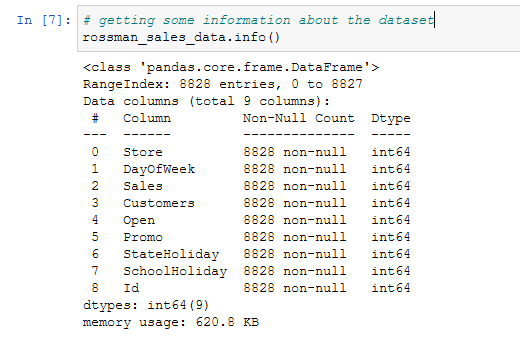 In [7]: # getting some information about the dataset
rossman_sales_data.info()
<class 'pandas.core.frame.DataFrame'>
RangeIndex: 8828 entries, 0 to 8827
Data columns (total 9 columns):
 #   Column         Non-Null Count  Dtype
---  ------         --------------  -----
 0   Store          8828 non-null   int64
 1   DayOfWeek      8828 non-null   int64
 2   Sales          8828 non-null   int64
 3   Customers      8828 non-null   int64
 4   Open           8828 non-null   int64
 5   Promo          8828 non-null   int64
 6   StateHoliday   8828 non-null   int64
 7   SchoolHoliday  8828 non-null   int64
 8   Id             8828 non-null   int64
dtypes: int64(9)
memory usage: 620.8 KB